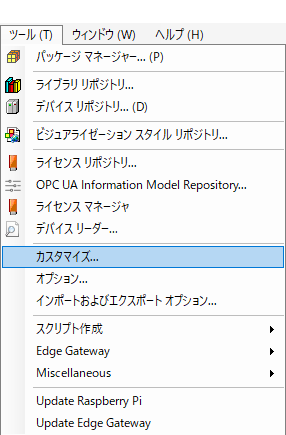 ツール (T) ウィンドウ (W) ヘルプ (H)
パッケージ マネージャー... (P)
ライブラリ リポジトリ...
デバイス リポジトリ... (D)
ビジュアライゼーション スタイル リポジトリ...
ライセンス リポジトリ...
OPC UA Information Model Repository...
ライセンス マネージャ
デバイス リーダー...
カスタマイズ...
オプション...
インポートおよびエクスポート オプション...
スクリプト作成
Edge Gateway
Miscellaneous
Update Raspberry Pi
Update Edge Gateway